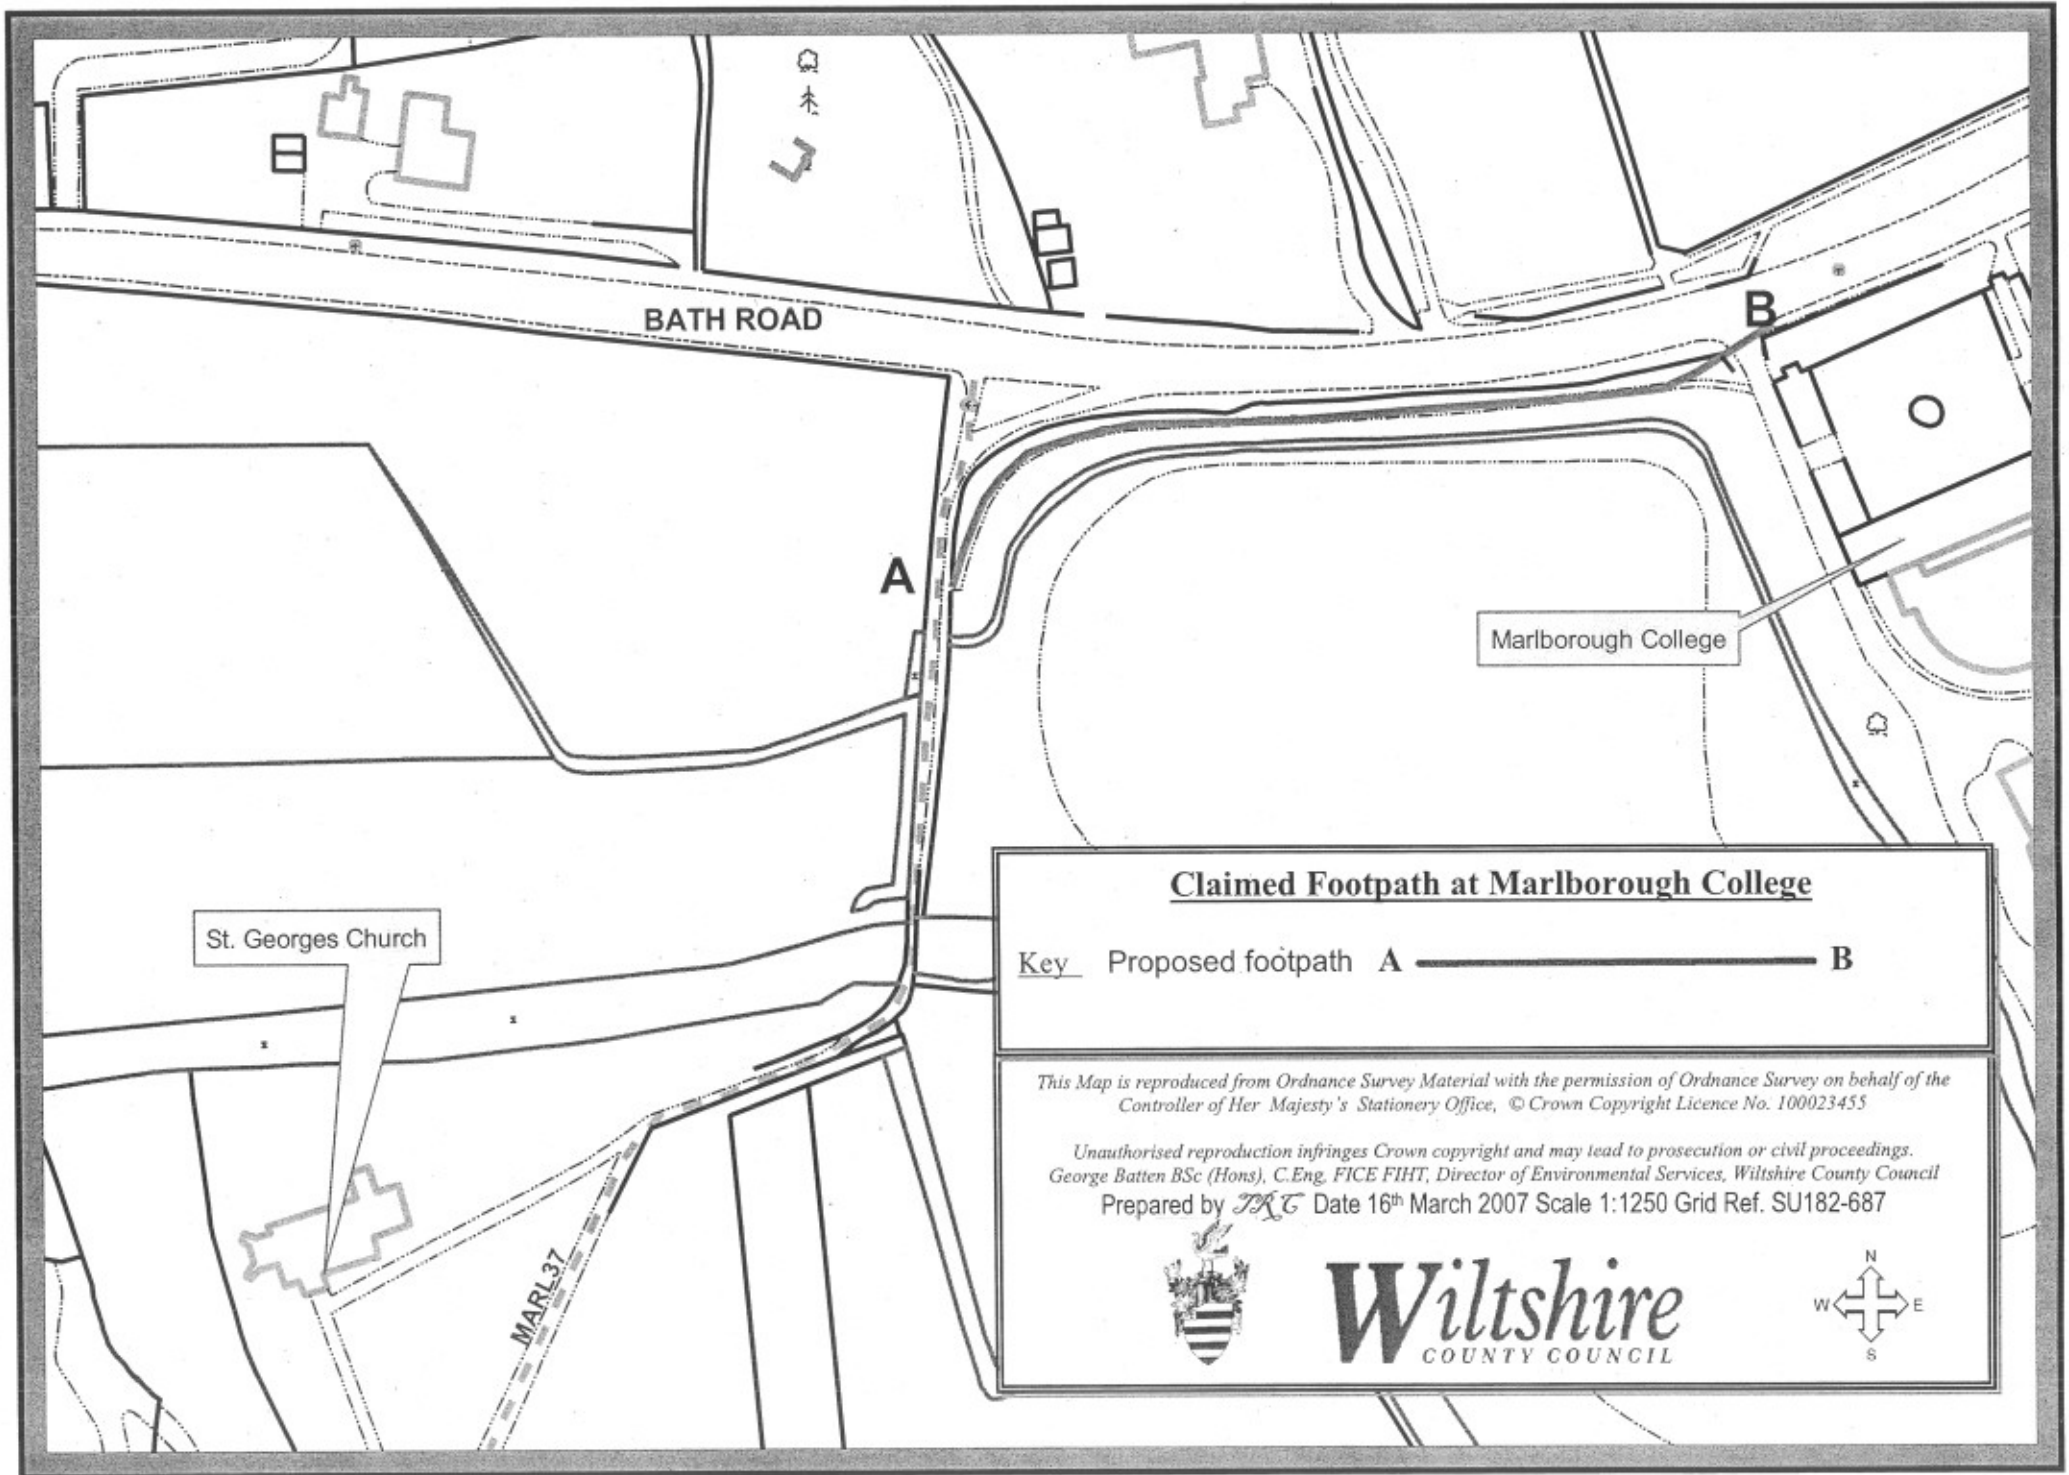 BATH ROAD
B
A
Marlborough College
St. Georges Church
MARL37
Claimed Footpath at Marlborough College
Key Proposed footpath A B
This Map is reproduced from Ordnance Survey Material with the permission of Ordnance Survey on behalf of the
Controller of Her Majesty's Stationery Office, © Crown Copyright Licence No. 100023455
Unauthorised reproduction infringes Crown copyright and may lead to prosecution or civil proceedings.
George Batten BSc (Hons), C.Eng, FICE FIHT, Director of Environmental Services, Wiltshire County Council
Prepared by TRC Date 16th March 2007 Scale 1:1250 Grid Ref. SU182-687
Wiltshire
COUNTY COUNCIL
N
W E
S